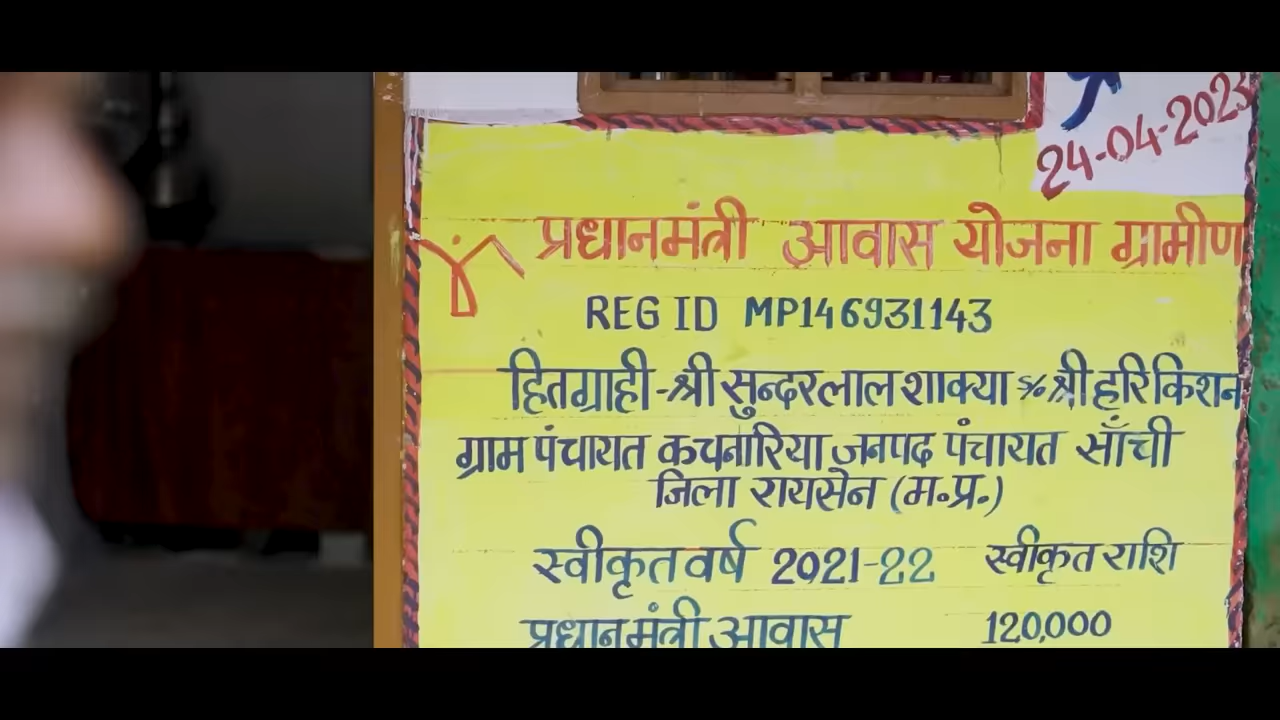 24-04-2023
प्रधानमंत्री आवास योजना ग्रामीण
REG ID MP146931143
हितग्राही-श्री सुन्दरलाल शाक्या S/o श्री हरिकिशन
ग्राम पंचायत कचनारिया जनपद पंचायत साँची
जिला रायसेन (म.प्र.)
स्वीकृत वर्ष 2021-22 स्वीकृत राशि
प्रधानमंत्री आवास 120,000